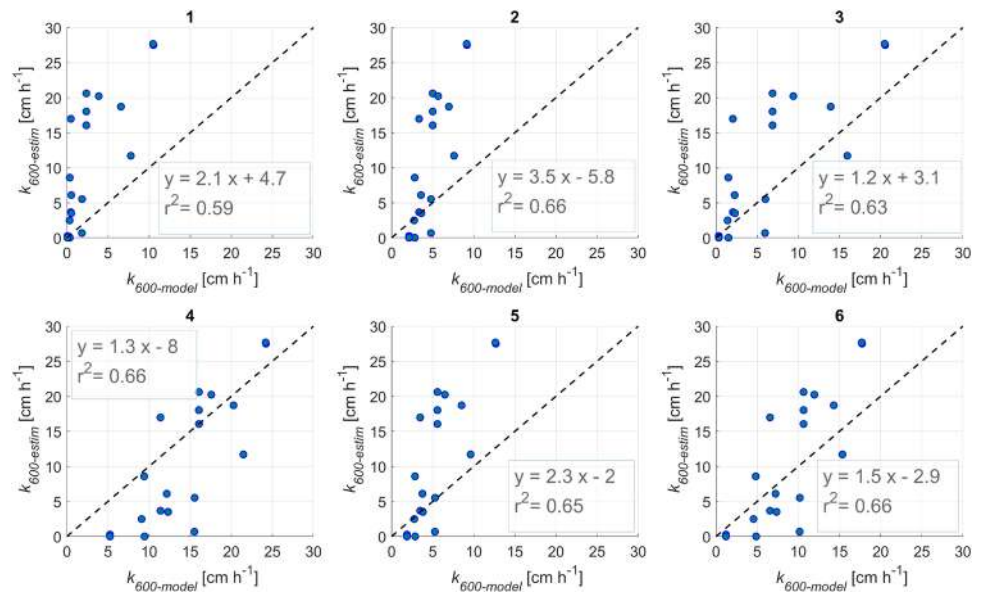 1
30
25
20
15
10
5
0
k600-estim [cm h-1]
y = 2.1 x + 4.7
r2= 0.59
0 5 10 15 20 25 30
k600-model [cm h-1]
2
30
25
20
15
10
5
0
k600-estim [cm h-1]
y = 3.5 x - 5.8
r2= 0.66
0 5 10 15 20 25 30
k600-model [cm h-1]
3
30
25
20
15
10
5
0
k600-estim [cm h-1]
y = 1.2 x + 3.1
r2= 0.63
0 5 10 15 20 25 30
k600-model [cm h-1]
4
30
25
20
15
10
5
0
k600-estim [cm h-1]
y = 1.3 x - 8
r2= 0.66
0 5 10 15 20 25 30
k600-model [cm h-1]
5
30
25
20
15
10
5
0
k600-estim [cm h-1]
y = 2.3 x - 2
r2= 0.65
0 5 10 15 20 25 30
k600-model [cm h-1]
6
30
25
20
15
10
5
0
k600-estim [cm h-1]
y = 1.5 x - 2.9
r2= 0.66
0 5 10 15 20 25 30
k600-model [cm h-1]